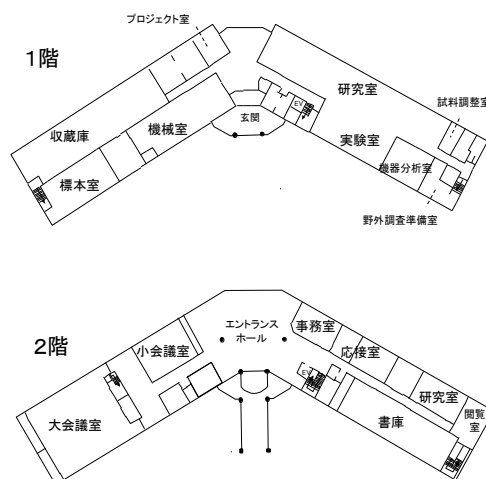 プロジェクト室
1階
研究室
試料調整室
EV
玄関
機械室
収蔵庫
実験室
機器分析室
標本室
野外調査準備室
エントランス
ホール
事務室
2階
小会議室
応接室
EV
研究室
閲覧
室
書庫
大会議室